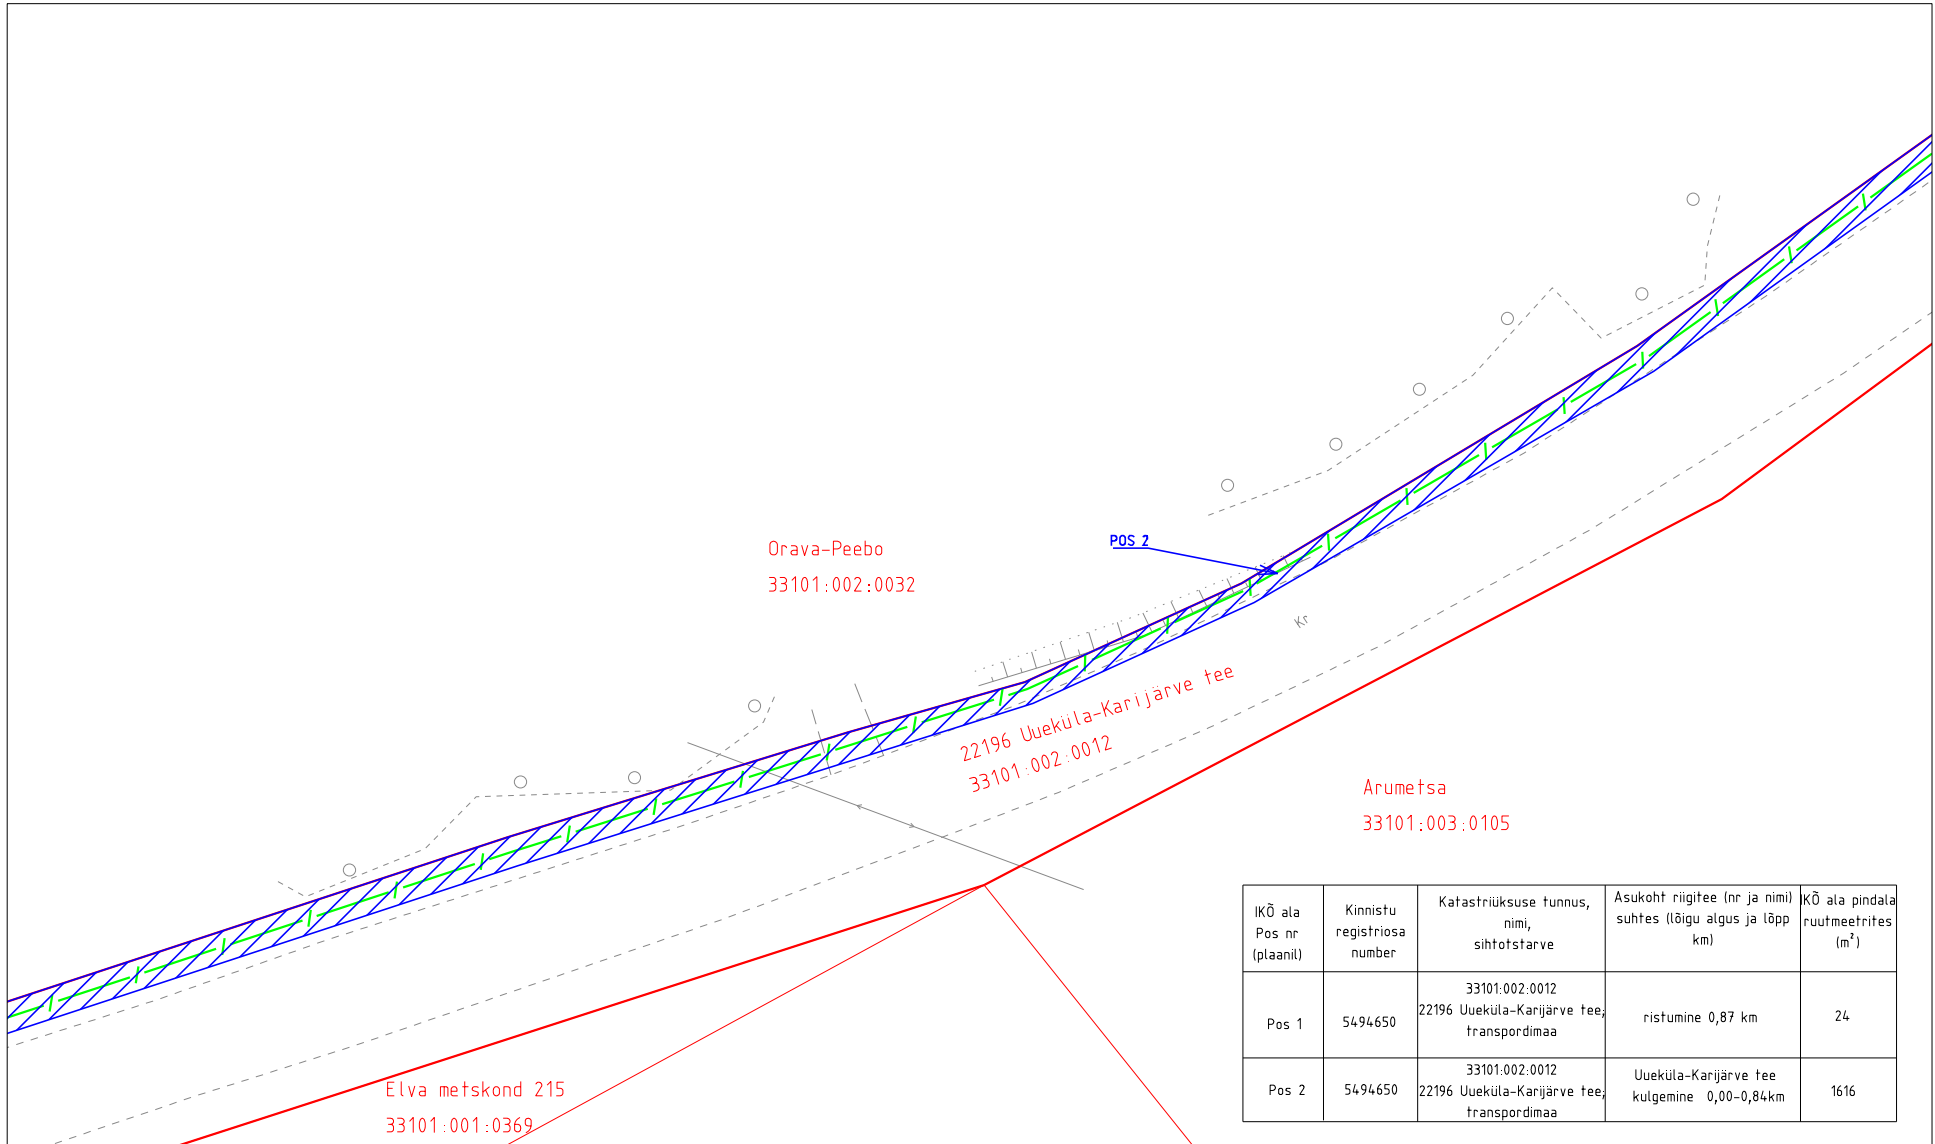 Orava-Peebo
33101:002:0032
POS 2
Kr
22196 Uueküla-Karijärve tee
33101:002:0012
Arumetsa
33101:003:0105
Elva metskond 215
33101:001:0369
IKÕ ala
Pos nr
(plaanil)
Kinnistu
registriosa
number
Katastriüksuse tunnus,
nimi,
sihtotstarve
Asukoht riigitee (nr ja nimi)
suhtes (lõigu algus ja lõpp
km)
IKÕ ala pindala
ruutmeetrites
(m²)
Pos 1
5494650
33101:002:0012
22196 Uueküla-Karijärve tee;
transpordimaa
ristumine 0,87 km
24
Pos 2
5494650
33101:002:0012
22196 Uueküla-Karijärve tee;
transpordimaa
Uueküla-Karijärve tee
kulgemine 0,00-0,84km
1616